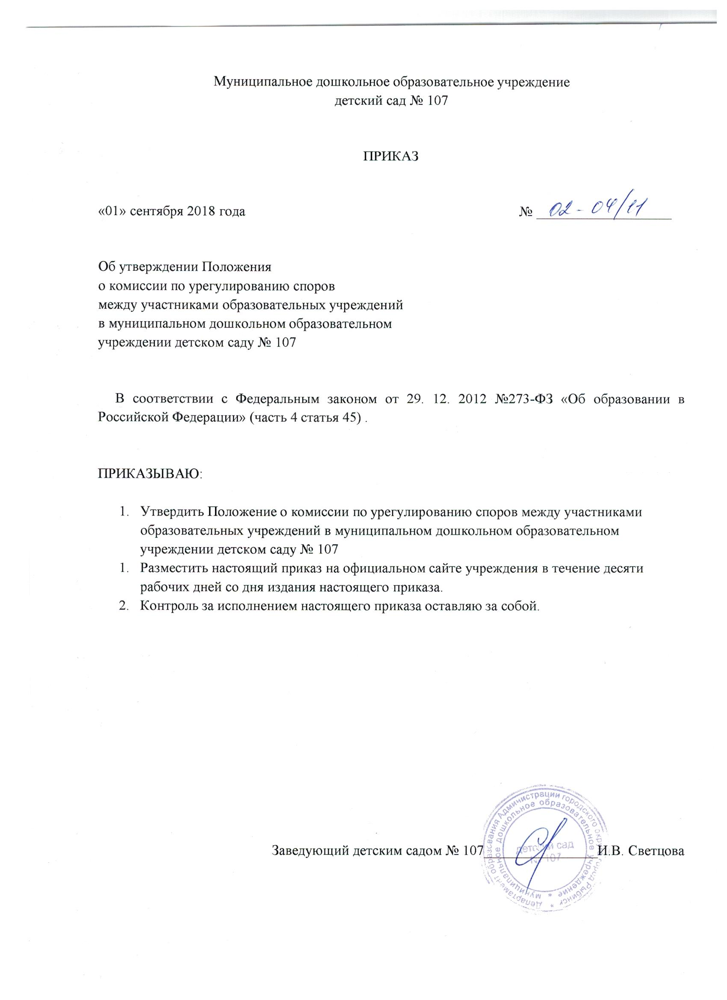 Муниципальное дошкольное образовательное учреждение
детский сад № 107
ПРИКАЗ
«01» сентября 2018 года № 02-04/11
Об утверждении Положения
о комиссии по урегулированию споров
между участниками образовательных учреждений
в муниципальном дошкольном образовательном
учреждении детском саду № 107
В соответствии с Федеральным законом от 29. 12. 2012 №273-ФЗ «Об образовании в
Российской Федерации» (часть 4 статья 45) .
ПРИКАЗЫВАЮ:
1. Утвердить Положение о комиссии по урегулированию споров между участниками
образовательных учреждений в муниципальном дошкольном образовательном
учреждении детском саду № 107
1. Разместить настоящий приказ на официальном сайте учреждения в течение десяти
рабочих дней со дня издания настоящего приказа.
2. Контроль за исполнением настоящего приказа оставляю за собой.
Заведующий детским садом № 107 И.В. Светцова
Департамент образования Администрации городского округа город Рыбинск *
муниципальное дошкольное образовательное учреждение *
детский сад
№ 107